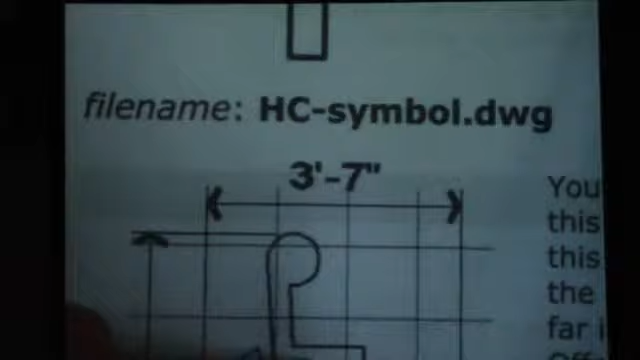 filename: HC-symbol.dwg
3'-7"
You
this
this
the
far i